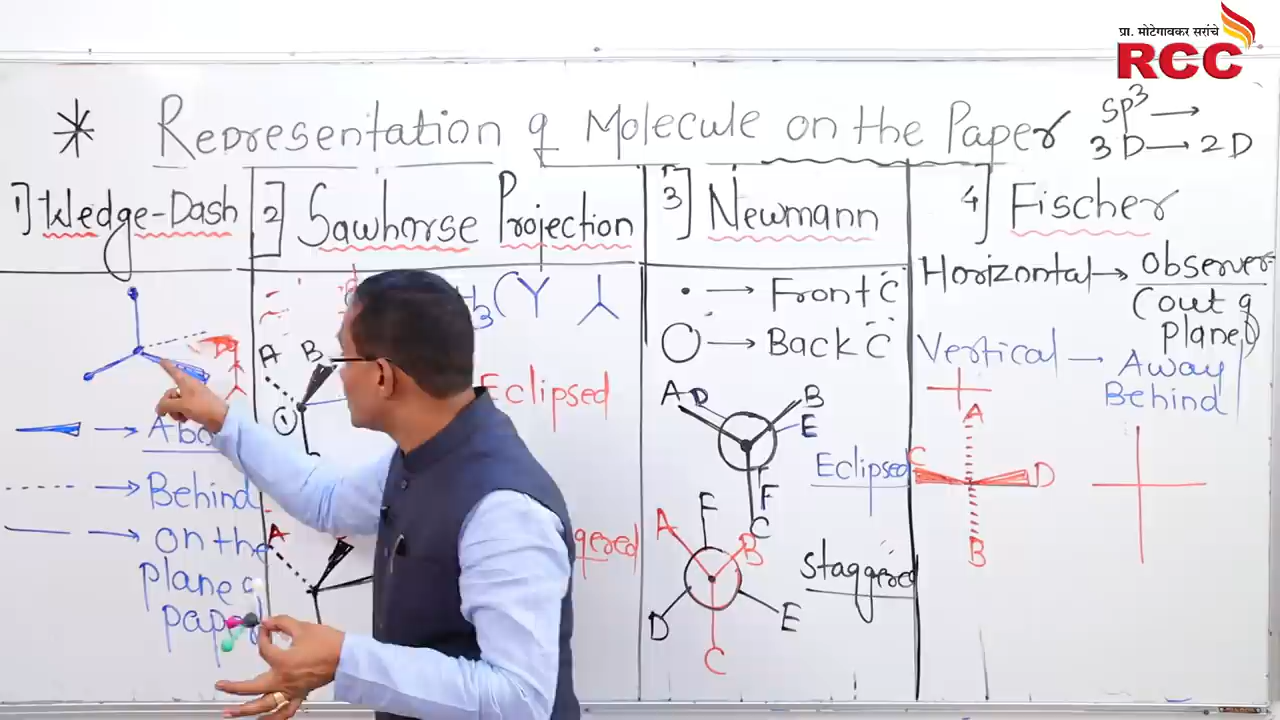 प्रा. मोटेगावकर सरांचे
RCC
* Representation of Molecule on the Paper
sp3 →
3D → 2D
1] Wedge-Dash
→ Abo
→ Behind
→ on the
plane of
paper
2] Sawhorse Projection
A B
1
Eclipsed
A
gered
3] Newmann
• → Front C
→ Back C
A D B
E
F
C
Eclipsed
F
A B
D E
C
Staggered
4] Fischer
Horizontal → Observer
(out of
Plane)
Vertical → Away/
Behind
A
C D
B